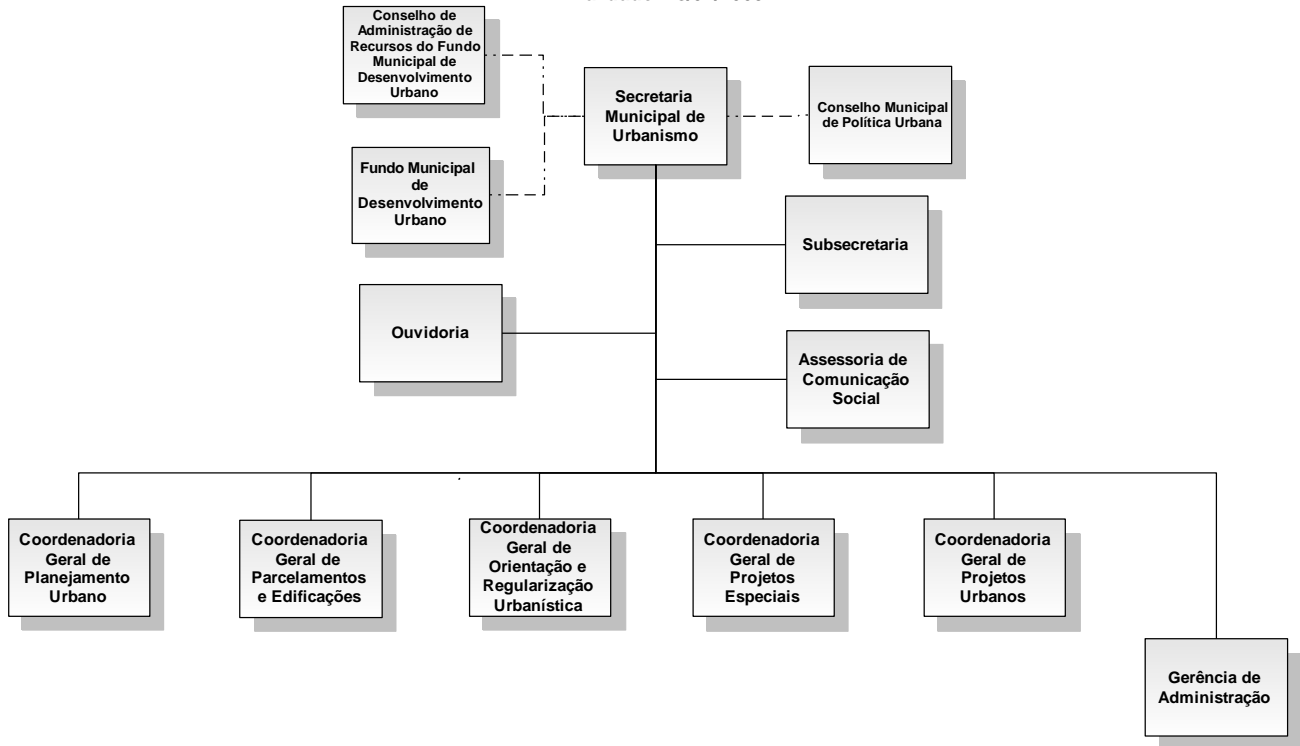 Conselho de
Administração de
Recursos do Fundo
Municipal de
Desenvolvimento
Urbano
Secretaria
Municipal de
Urbanismo
Conselho Municipal
de Política Urbana
Fundo Municipal
de
Desenvolvimento
Urbano
Subsecretaria
Ouvidoria
Assessoria de
Comunicação
Social
Coordenadoria
Geral de
Planejamento
Urbano
Coordenadoria
Geral de
Parcelamentos
e Edificações
Coordenadoria
Geral de
Orientação e
Regularização
Urbanística
Coordenadoria
Geral de
Projetos
Especiais
Coordenadoria
Geral de
Projetos
Urbanos
Gerência de
Administração